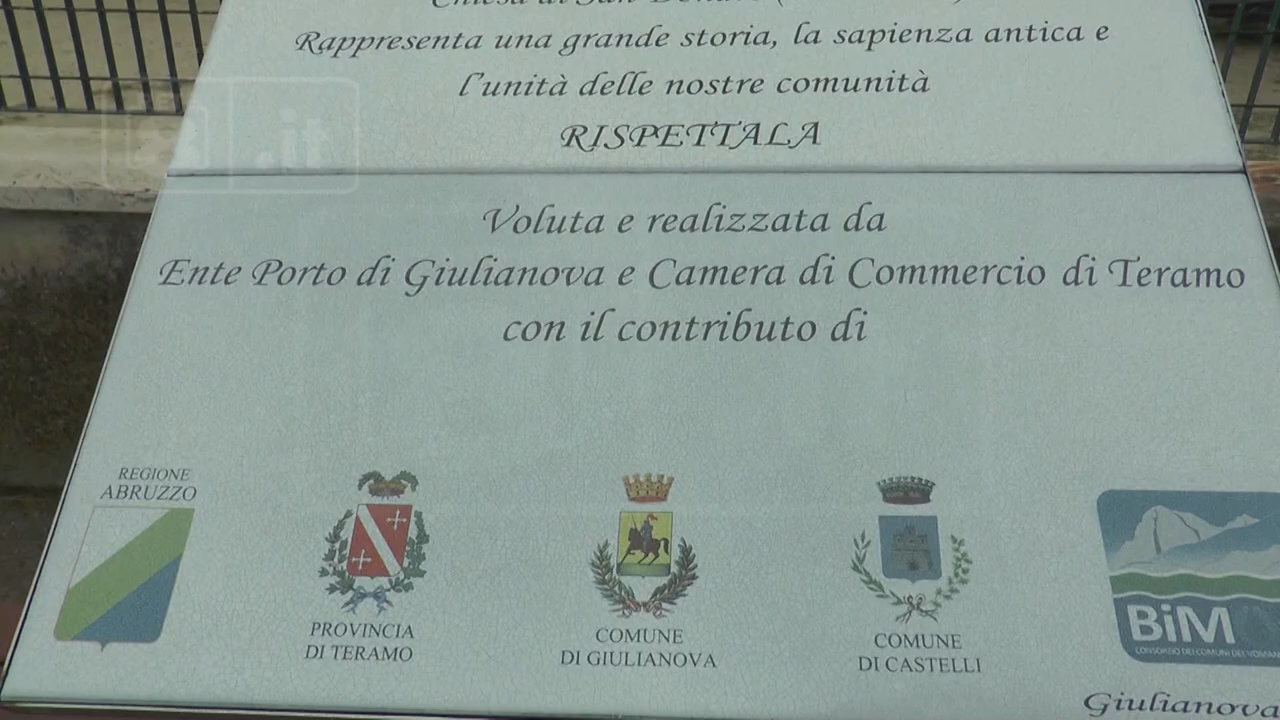 Rappresenta una grande storia, la sapienza antica e
l'unità delle nostre comunità
RISPETTALA
.it
Voluta e realizzata da
Ente Porto di Giulianova e Camera di Commercio di Teramo
con il contributo di
REGIONE
ABRUZZO
PROVINCIA
DI TERAMO
COMUNE
DI GIULIANOVA
COMUNE
DI CASTELLI
BiM
CONSORZIO DEI COMUNI DEL VOMAN
Giulianova